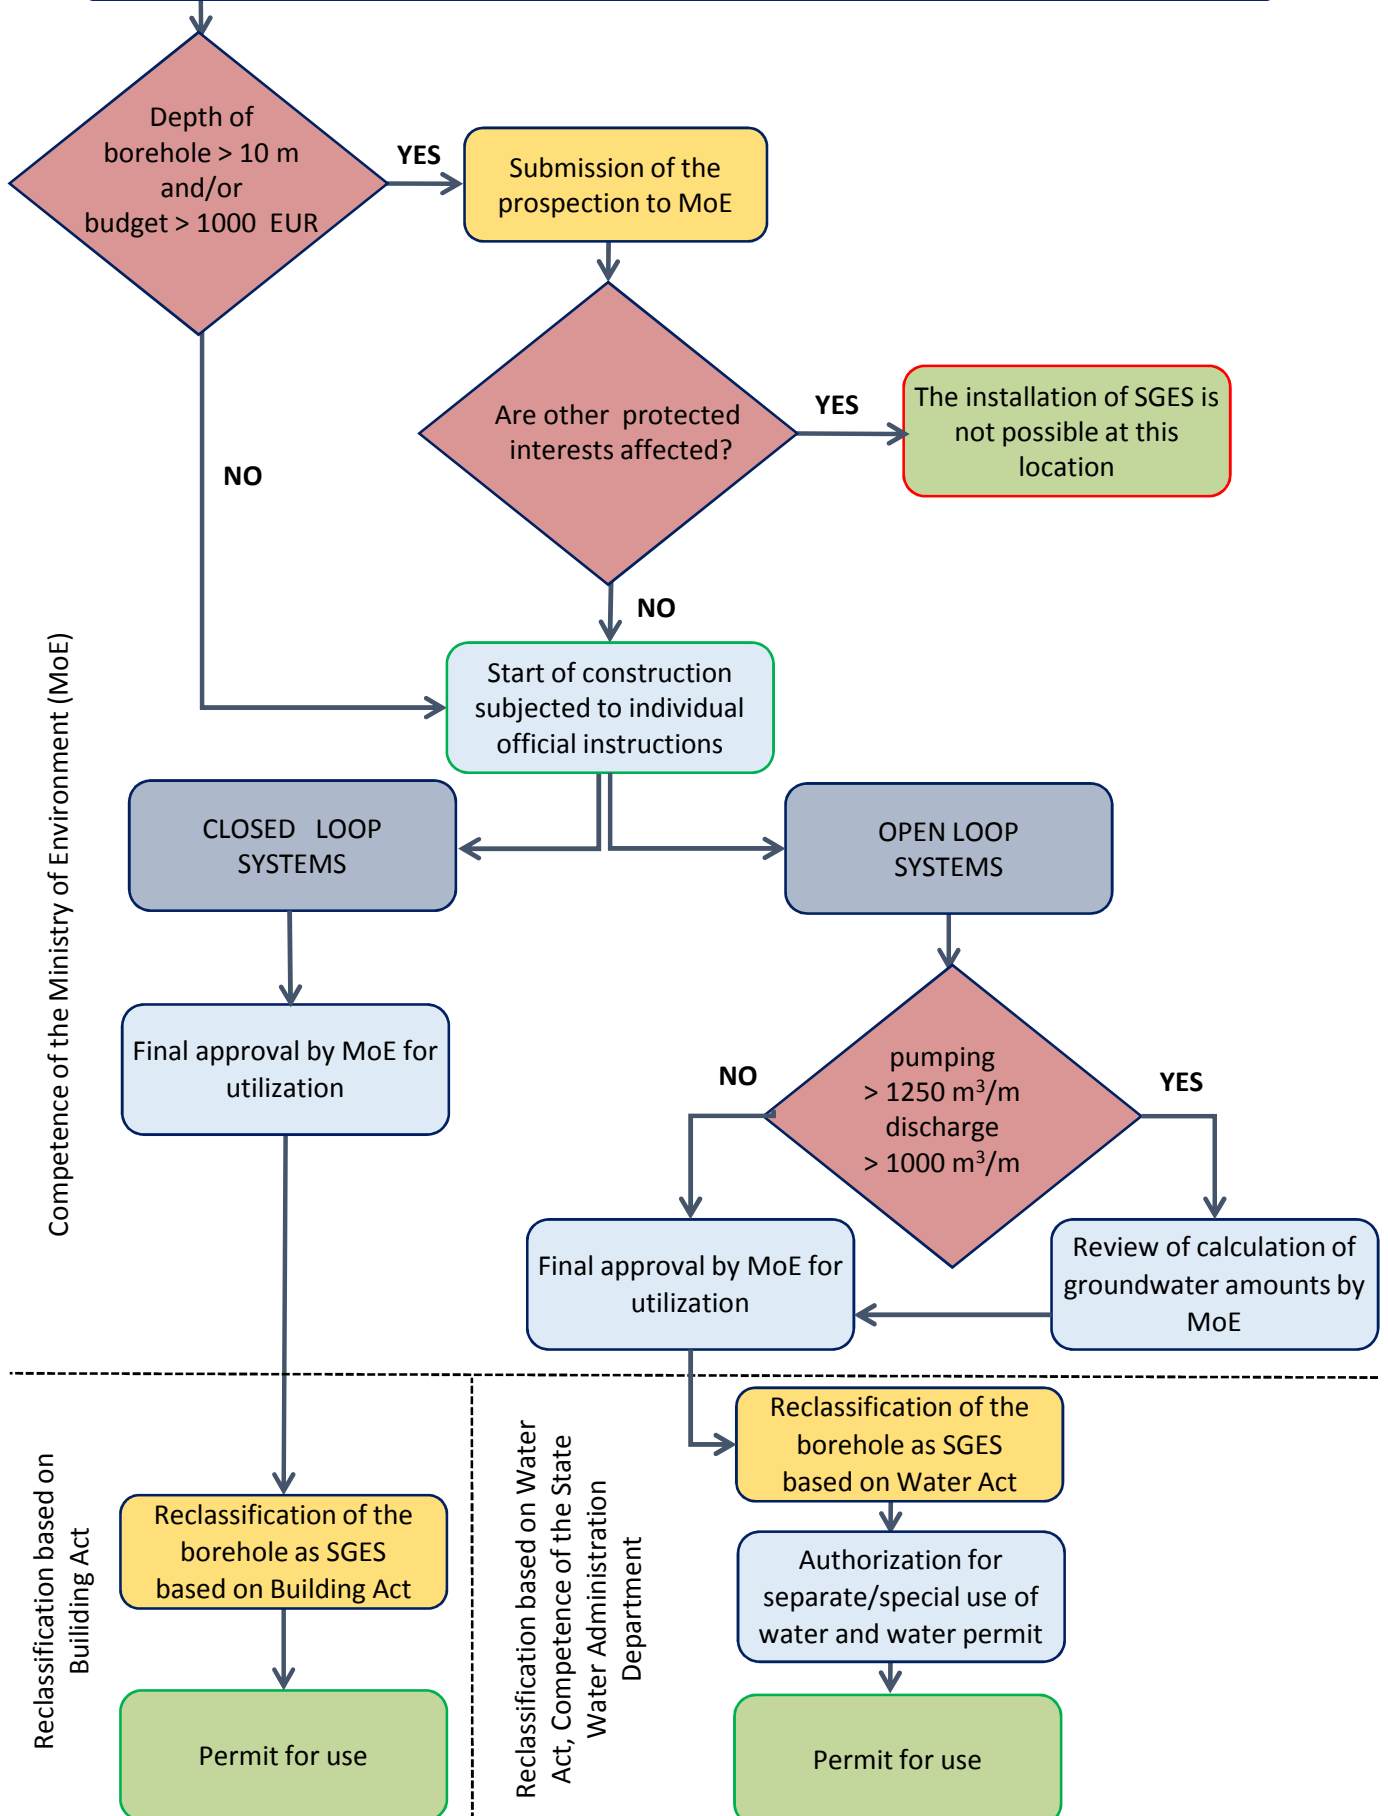 Depth of
borehole > 10 m
and/or
budget > 1000 EUR
YES
Submission of the
prospection to MoE
NO
Are other protected
interests affected?
YES
The installation of SGES is
not possible at this
location
NO
Start of construction
subjected to individual
official instructions
Competence of the Ministry of Environment (MoE)
CLOSED LOOP
SYSTEMS
OPEN LOOP
SYSTEMS
Final approval by MoE for
utilization
NO
pumping
> 1250 m³/m
discharge
> 1000 m³/m
YES
Final approval by MoE for
utilization
Review of calculation of
groundwater amounts by
MoE
Reclassification based on
Builiding Act
Reclassification of the
borehole as SGES
based on Building Act
Permit for use
Reclassification based on Water
Act, Competence of the State
Water Administration
Department
Reclassification of the
borehole as SGES
based on Water Act
Authorization for
separate/special use of
water and water permit
Permit for use